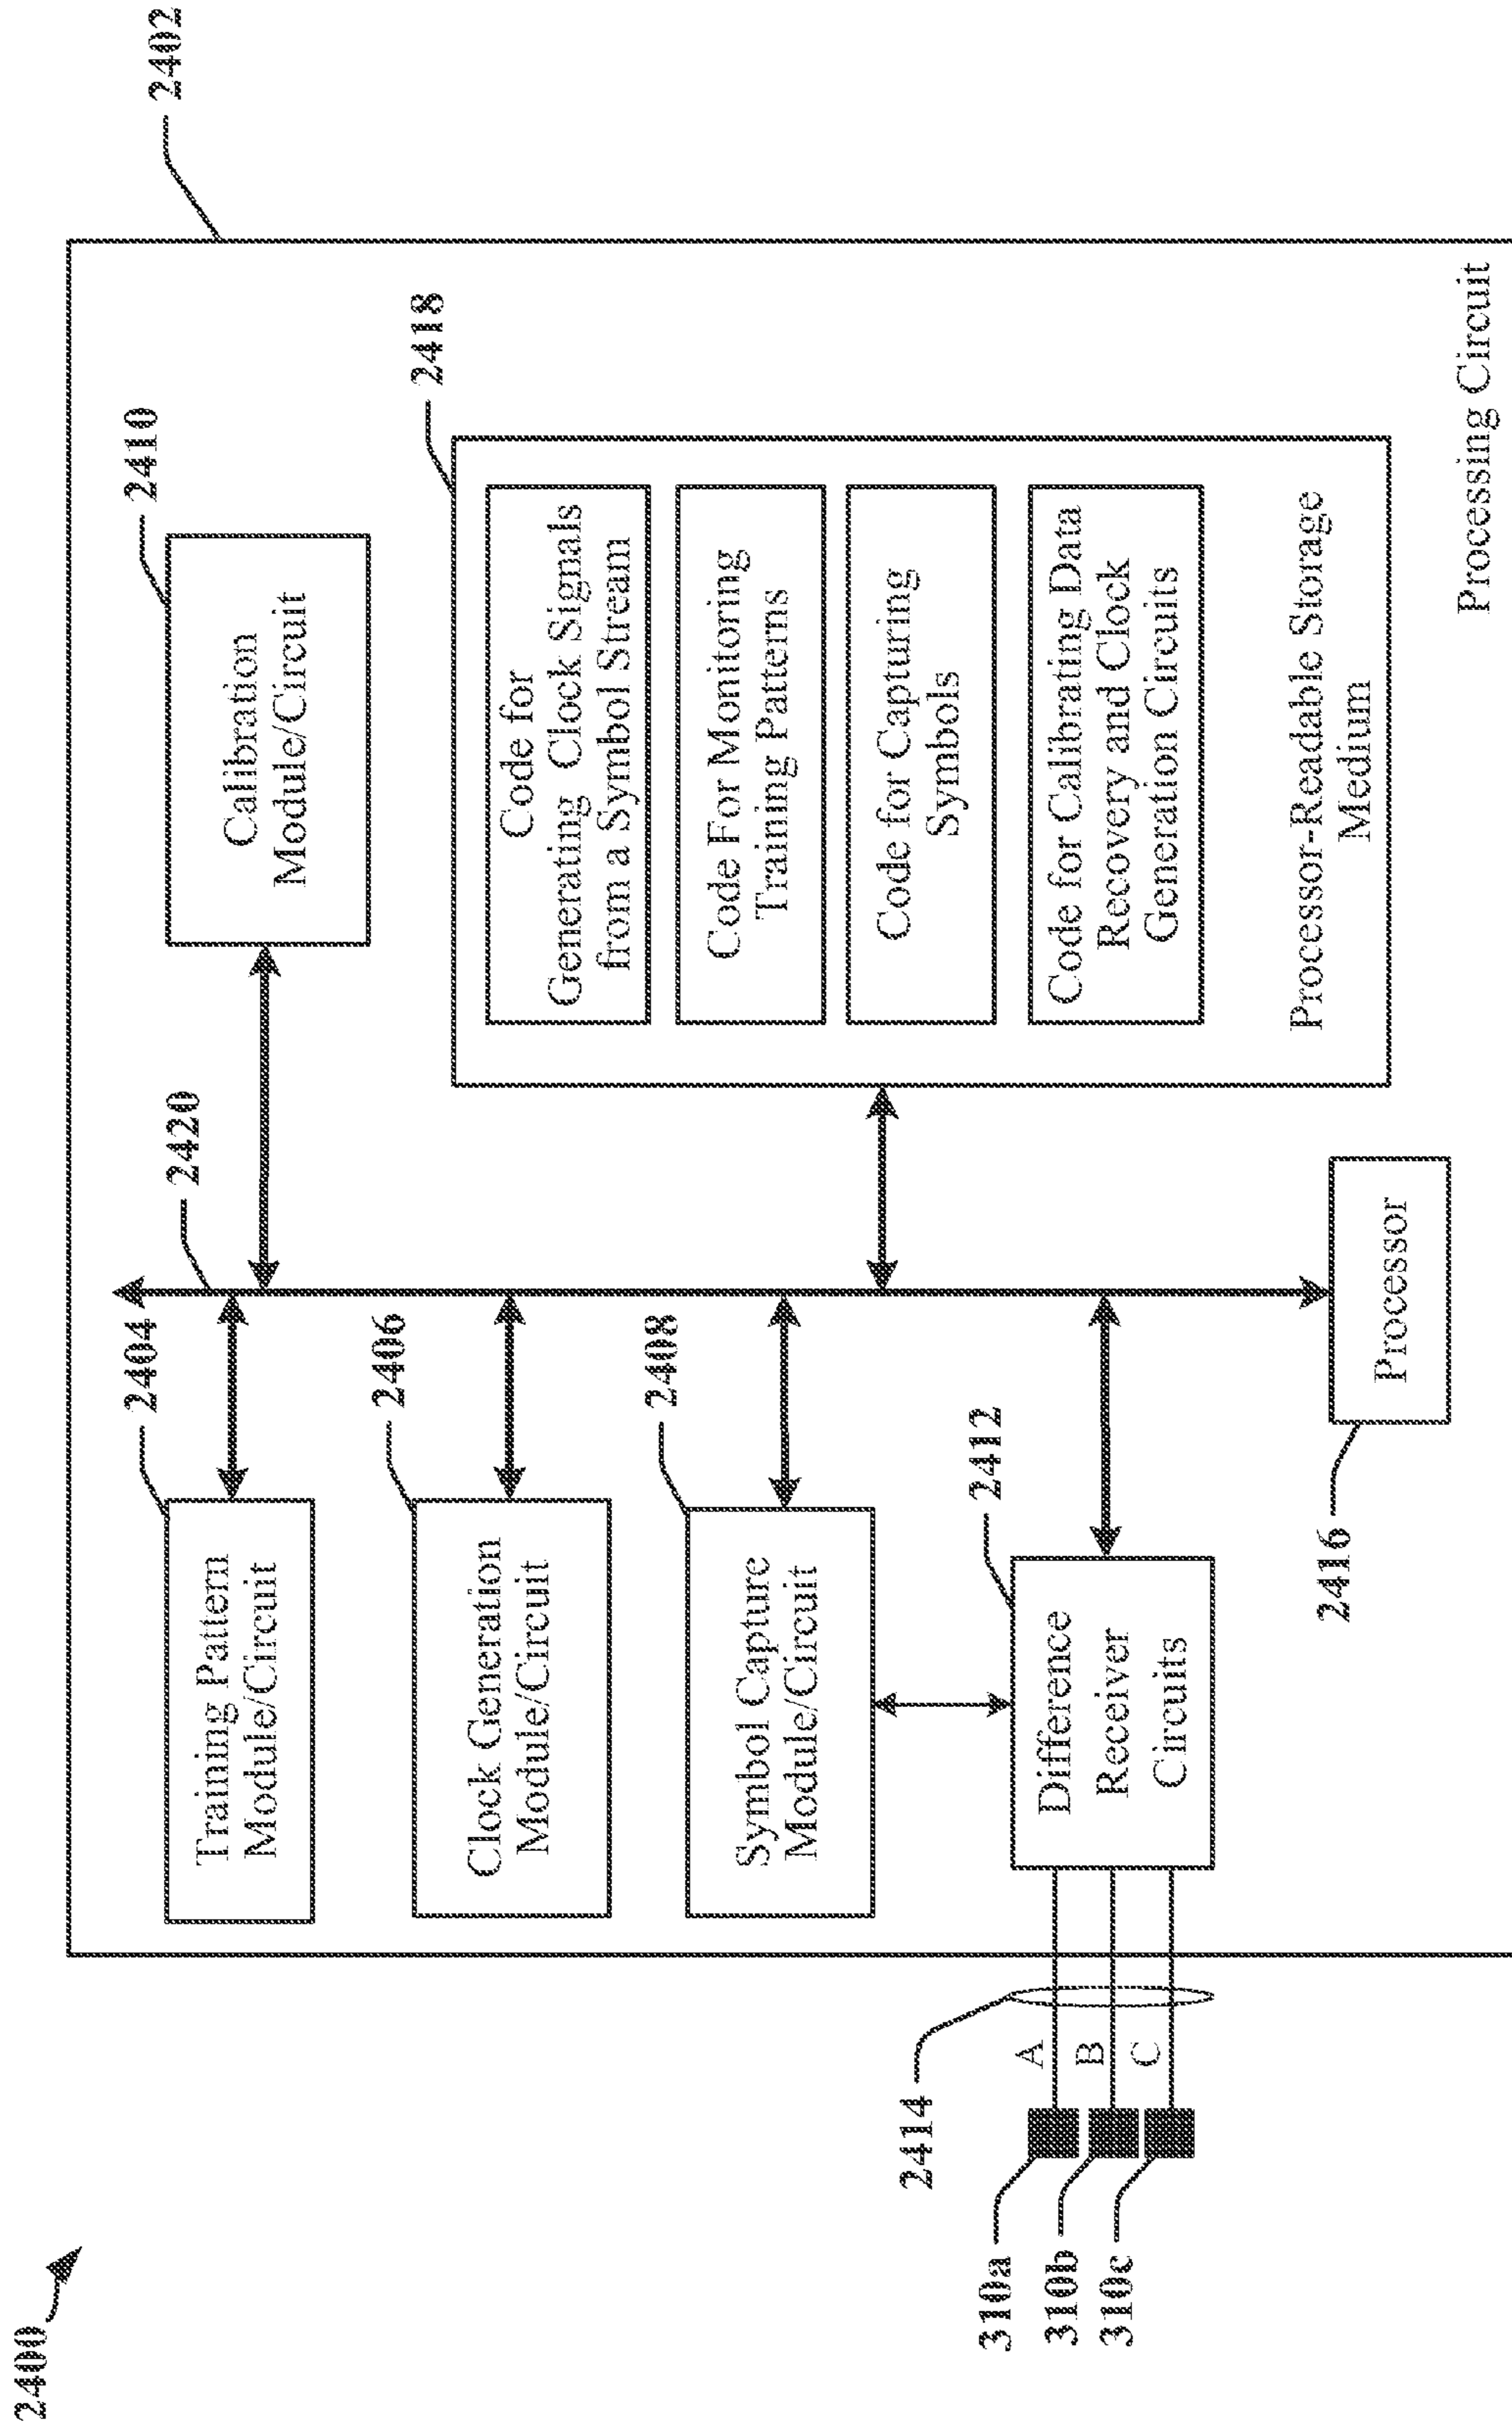 2400
2402
2404
Training Pattern
Module/Circuit
2420
2410
Calibration
Module/Circuit
2406
Clock Generation
Module/Circuit
2418
Code for
Generating Clock Signals
from a Symbol Stream
Code For Monitoring
Training Patterns
Code for Capturing
Symbols
Code for Calibrating Data
Recovery and Clock
Generation Circuits
Processor-Readable Storage
Medium
2408
Symbol Capture
Module/Circuit
2412
Difference
Receiver
Circuits
2414
A
B
C
310a
310b
310c
2416
Processor
Processing Circuit